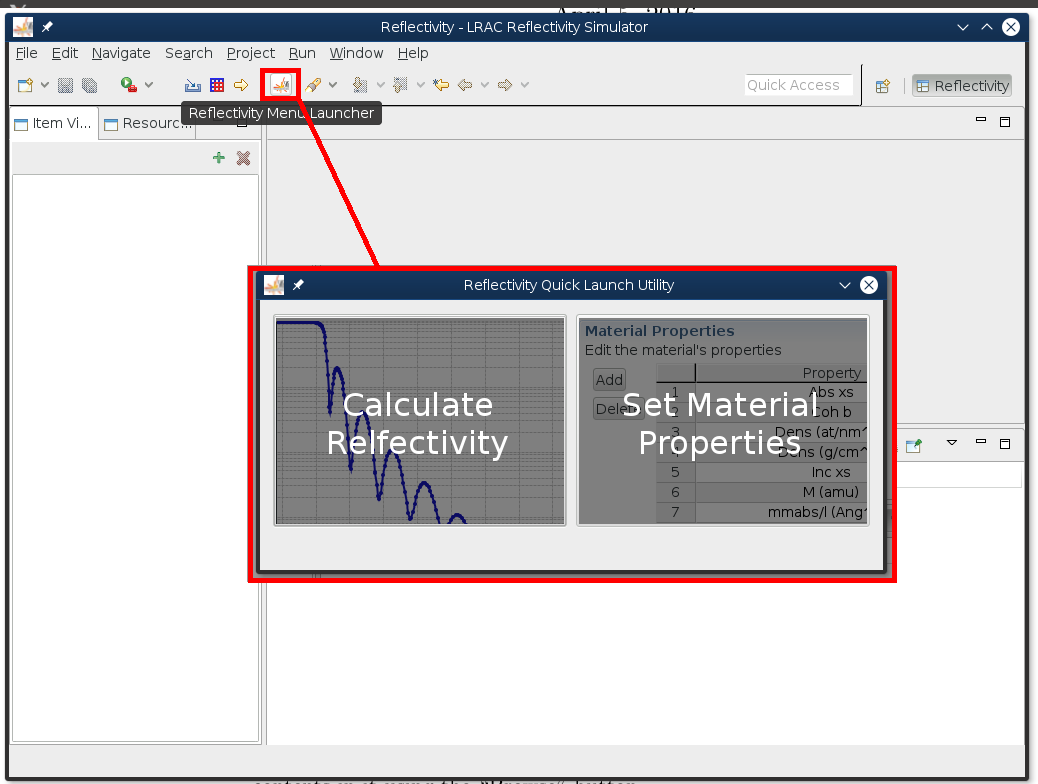 April 5, 2016
Reflectivity - LRAC Reflectivity Simulator
File Edit Navigate Search Project Run Window Help
Quick Access
Reflectivity
Reflectivity Menu Launcher
Item Vi...
Resourc...
Reflectivity Quick Launch Utility
Calculate
Relfectivity
Material Properties
Edit the material's properties
Add
Delete
Property
1 Abs xs
2 Coh b
3 Dens (at/nm^
4 Dens (g/cm^
5 Inc xs
6 M (amu)
7 mmabs/l (Ang
Set Material
Properties